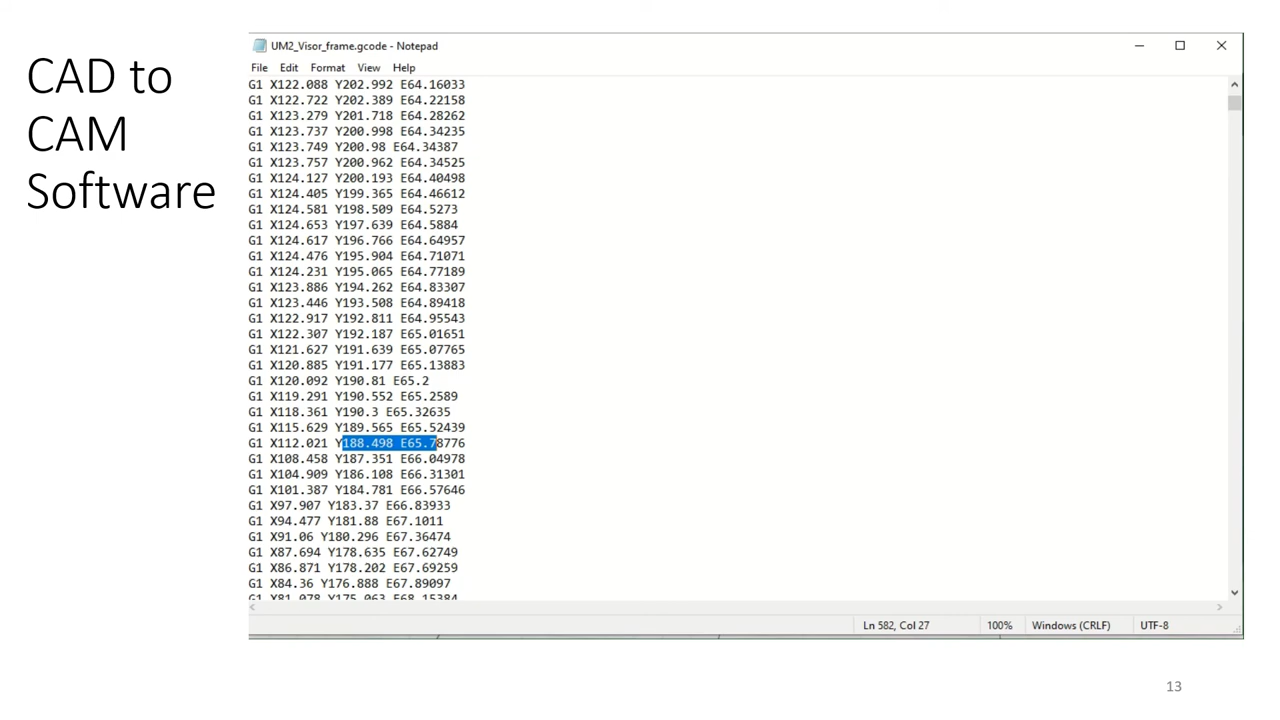 CAD to
CAM
Software
UM2_Visor_frame.gcode - Notepad
File Edit Format View Help
G1 X122.088 Y202.992 E64.16033
G1 X122.722 Y202.389 E64.22158
G1 X123.279 Y201.718 E64.28262
G1 X123.737 Y200.998 E64.34235
G1 X123.749 Y200.98 E64.34387
G1 X123.757 Y200.962 E64.34525
G1 X124.127 Y200.193 E64.40498
G1 X124.405 Y199.365 E64.46612
G1 X124.581 Y198.509 E64.5273
G1 X124.653 Y197.639 E64.5884
G1 X124.617 Y196.766 E64.64957
G1 X124.476 Y195.904 E64.71071
G1 X124.231 Y195.065 E64.77189
G1 X123.886 Y194.262 E64.83307
G1 X123.446 Y193.508 E64.89418
G1 X122.917 Y192.811 E64.95543
G1 X122.307 Y192.187 E65.01651
G1 X121.627 Y191.639 E65.07765
G1 X120.885 Y191.177 E65.13883
G1 X120.092 Y190.81 E65.2
G1 X119.291 Y190.552 E65.2589
G1 X118.361 Y190.3 E65.32635
G1 X115.629 Y189.565 E65.52439
G1 X112.021 Y188.498 E65.78776
G1 X108.458 Y187.351 E66.04978
G1 X104.909 Y186.108 E66.31301
G1 X101.387 Y184.781 E66.57646
G1 X97.907 Y183.37 E66.83933
G1 X94.477 Y181.88 E67.1011
G1 X91.06 Y180.296 E67.36474
G1 X87.694 Y178.635 E67.62749
G1 X86.871 Y178.202 E67.69259
G1 X84.36 Y176.888 E67.89097
G1 X81.078 Y175.063 E68.15384
Ln 582, Col 27 100% Windows (CRLF) UTF-8
13